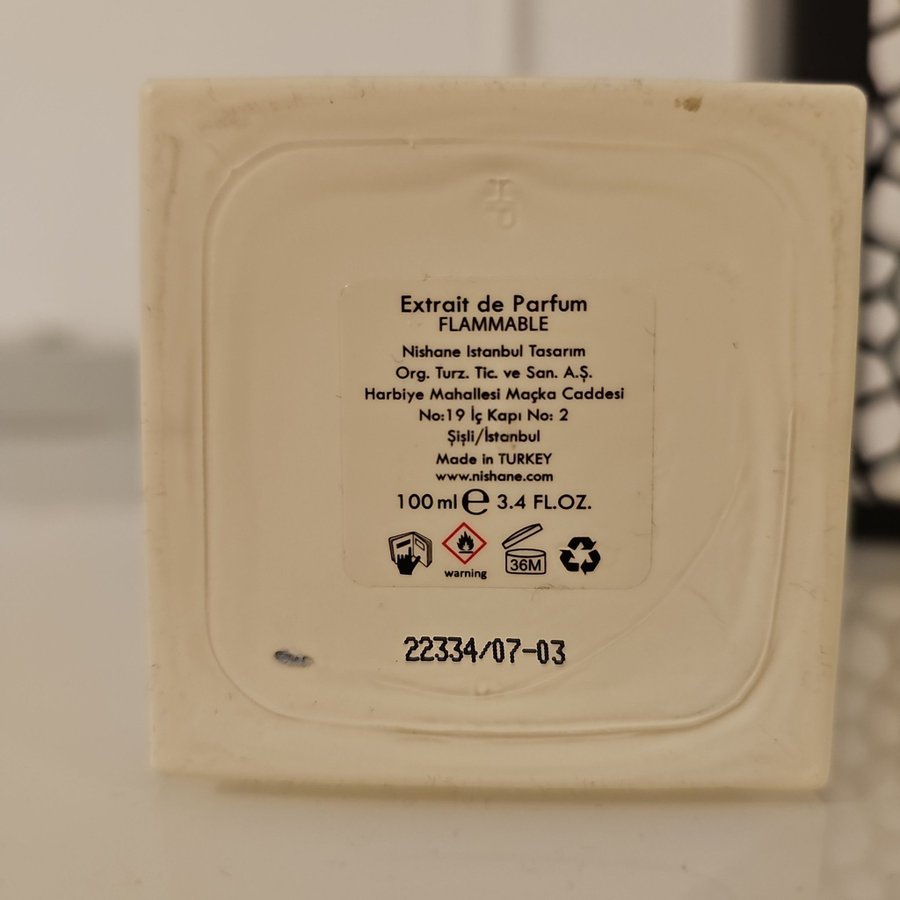 Extrait de Parfum
FLAMMABLE
Nishane Istanbul Tasarım
Org. Turz. Tic. ve San. A.Ş.
Harbiye Mahallesi Maçka Caddesi
No:19 İç Kapı No: 2
Şişli/İstanbul
Made in TURKEY
www.nishane.com
100 ml e 3.4 FL.OZ.
warning
36M
22334/07-03